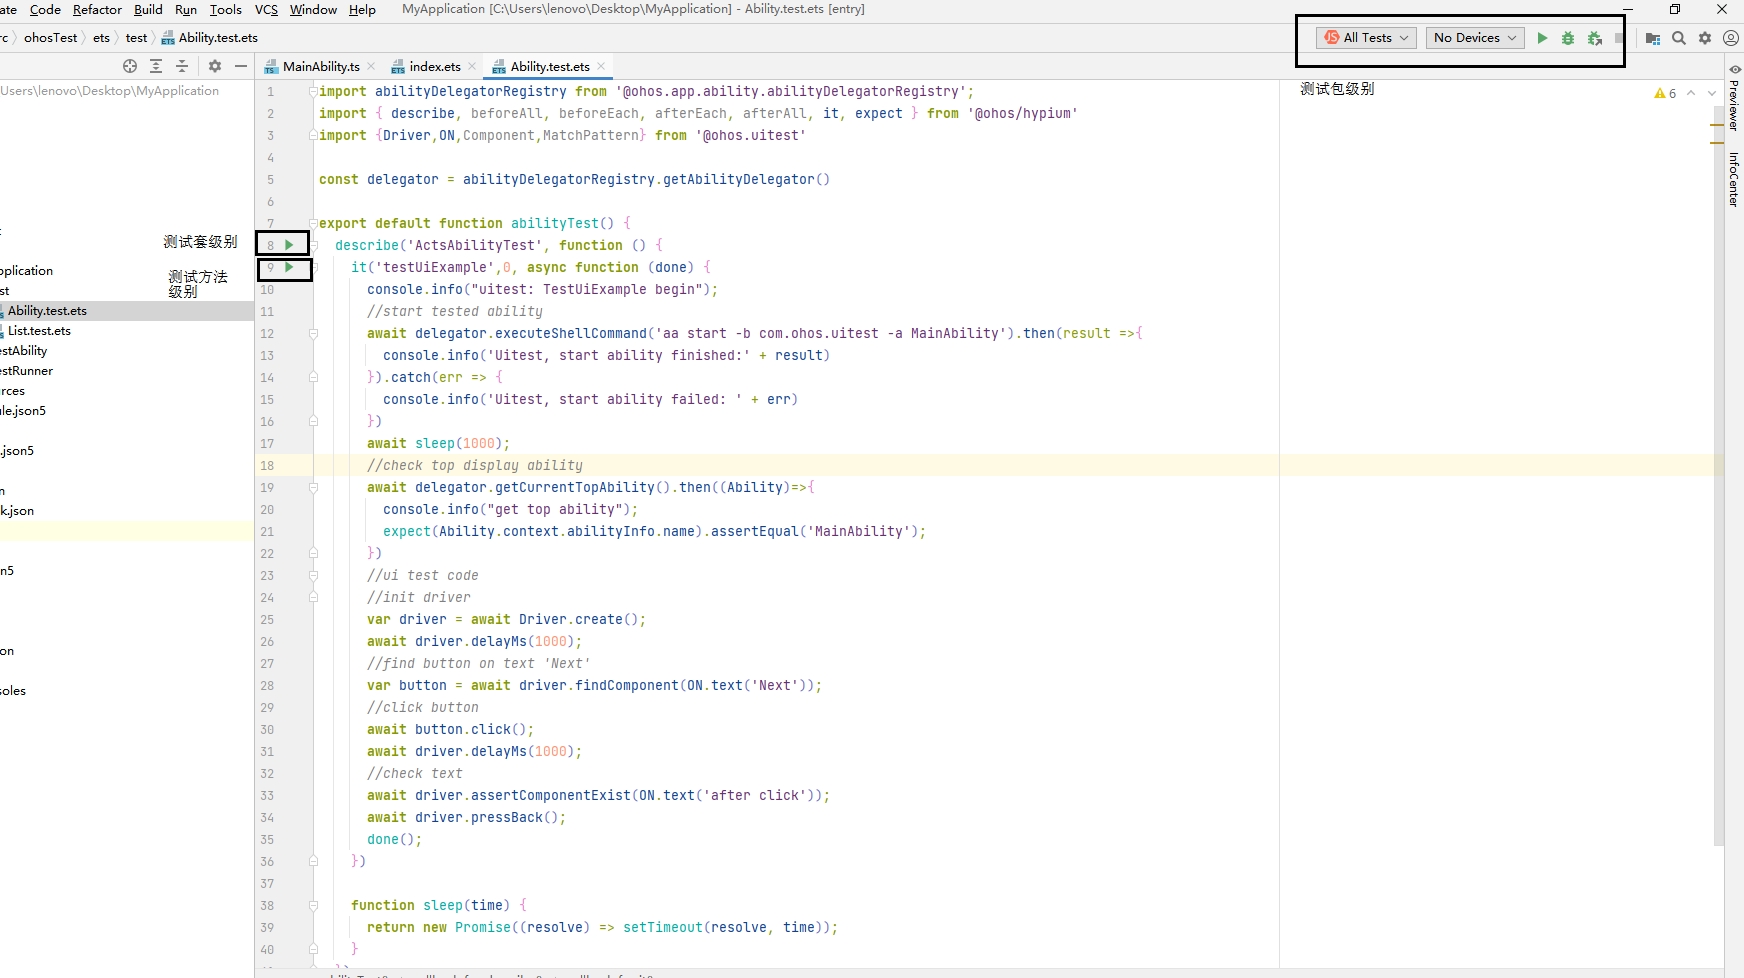 ate Code Refactor Build Run Tools VCS Window Help MyApplication [C:\Users\lenovo\Desktop\MyApplication] - Ability.test.ets [entry]
rc ohosTest ets test Ability.test.ets All Tests No Devices
MainAbility.ts index.ets Ability.test.ets
Users\lenovo\Desktop\MyApplication
测试包级别
6
Previewer
InfoCenter
测试套级别
测试方法
级别
pplication
st
Ability.test.ets
List.test.ets
estAbility
estRunner
rces
ule.json5
.json5
n
k.json
n5
on
soles
1 import abilityDelegatorRegistry from '@ohos.app.ability.abilityDelegatorRegistry';
2 import { describe, beforeAll, beforeEach, afterEach, afterAll, it, expect } from '@ohos/hypium'
3 import {Driver,ON,Component,MatchPattern} from '@ohos.uitest'
4
5 const delegator = abilityDelegatorRegistry.getAbilityDelegator()
6
7 export default function abilityTest() {
8 describe('ActsAbilityTest', function () {
9 it('testUiExample',0, async function (done) {
10 console.info("uitest: TestUiExample begin");
11 //start tested ability
12 await delegator.executeShellCommand('aa start -b com.ohos.uitest -a MainAbility').then(result =>{
13 console.info('Uitest, start ability finished:' + result)
14 }).catch(err => {
15 console.info('Uitest, start ability failed: ' + err)
16 })
17 await sleep(1000);
18 //check top display ability
19 await delegator.getCurrentTopAbility().then((Ability)=>{
20 console.info("get top ability");
21 expect(Ability.context.abilityInfo.name).assertEqual('MainAbility');
22 })
23 //ui test code
24 //init driver
25 var driver = await Driver.create();
26 await driver.delayMs(1000);
27 //find button on text 'Next'
28 var button = await driver.findComponent(ON.text('Next'));
29 //click button
30 await button.click();
31 await driver.delayMs(1000);
32 //check text
33 await driver.assertComponentExist(ON.text('after click'));
34 await driver.pressBack();
35 done();
36 })
37
38 function sleep(time) {
39 return new Promise((resolve) => setTimeout(resolve, time));
40 }